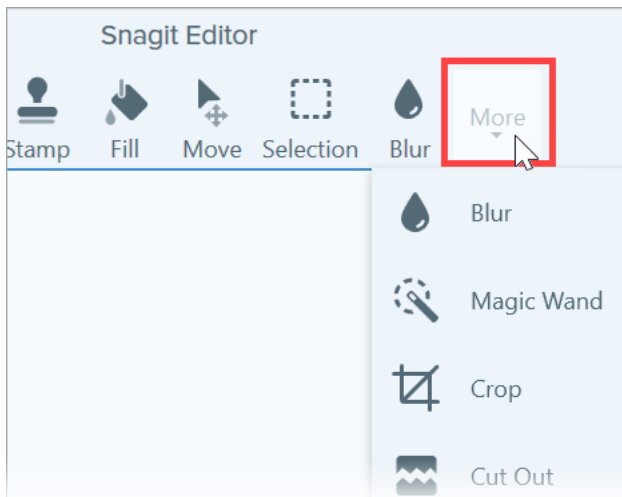 Snagit Editor
Stamp Fill Move Selection Blur More
Blur
Magic Wand
Crop
Cut Out